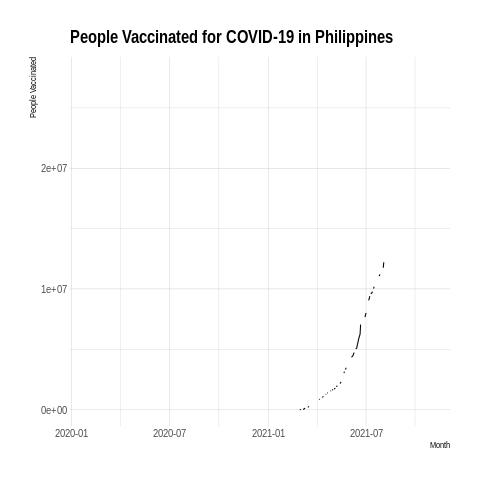 People Vaccinated for COVID-19 in Philippines
People Vaccinated
2e+07
1e+07
0e+00
2020-01 2020-07 2021-01 2021-07
Month